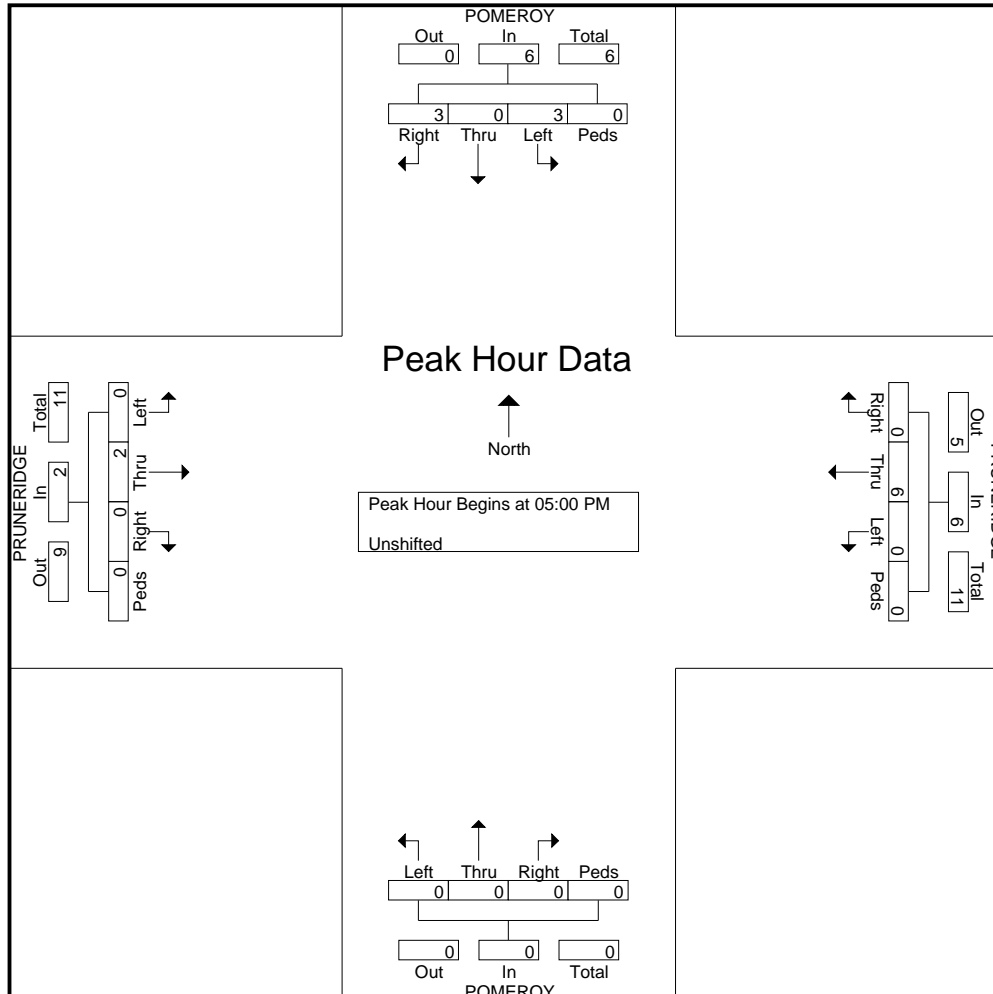 POMEROY
Out In Total
0 6 6
3 0 3 0
Right Thru Left Peds
Peak Hour Data
North
Peak Hour Begins at 05:00 PM
Unshifted
PRUNERIDGE
Total In Out
11 2 9
0 2 0 0
Left Thru Right Peds
Right Thru Left Peds
0 6 0 0
5 6 11
Out In Total
Left Thru Right Peds
0 0 0 0
0 0 0
Out In Total
POMEROY